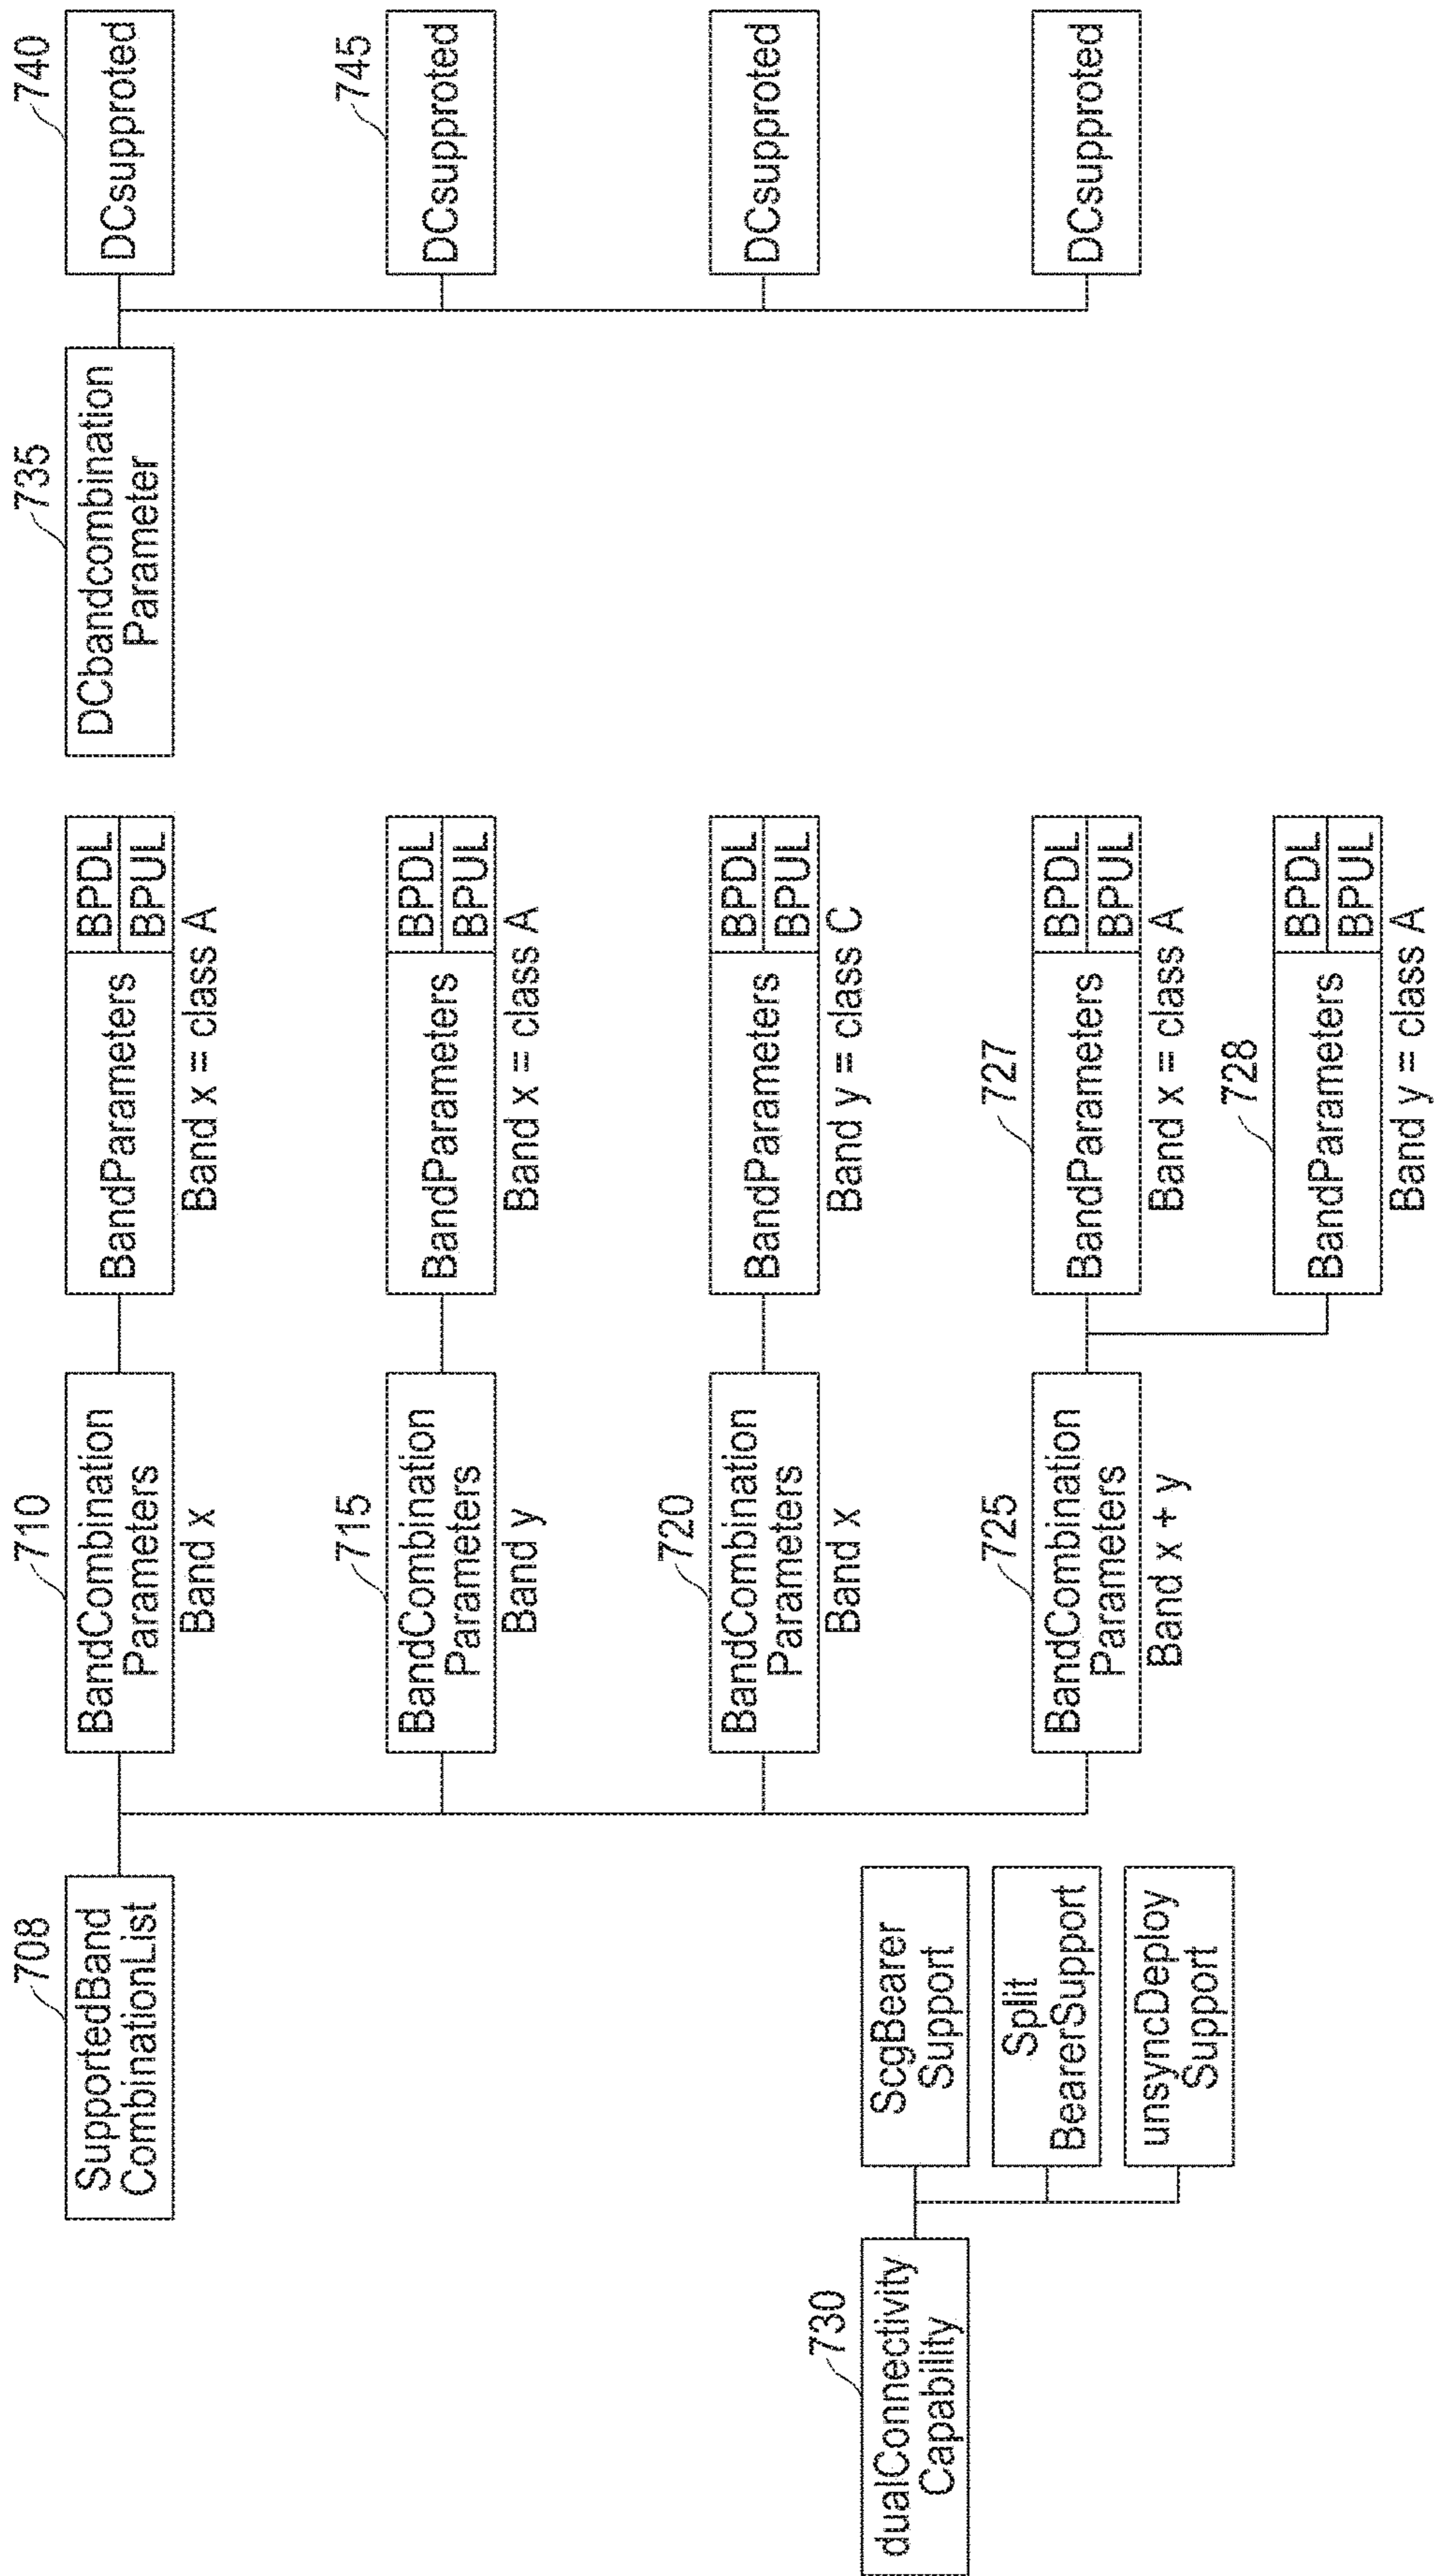 708
SupportedBand
CombinationList
710
BandCombination
Parameters
Band x
BandParameters
BPDL
BPUL
Band x = class A
715
BandCombination
Parameters
Band y
BandParameters
BPDL
BPUL
Band x = class A
720
BandCombination
Parameters
Band x
BandParameters
BPDL
BPUL
Band y = class C
725
BandCombination
Parameters
Band x + y
727
BandParameters
BPDL
BPUL
Band x = class A
728
BandParameters
BPDL
BPUL
Band y = class A
730
dualConnectivity
Capability
ScgBearer
Support
Split
BearerSupport
unsyncDeploy
Support
735
DCbandcombination
Parameter
740
DCsupproted
745
DCsupproted
DCsupproted
DCsupproted